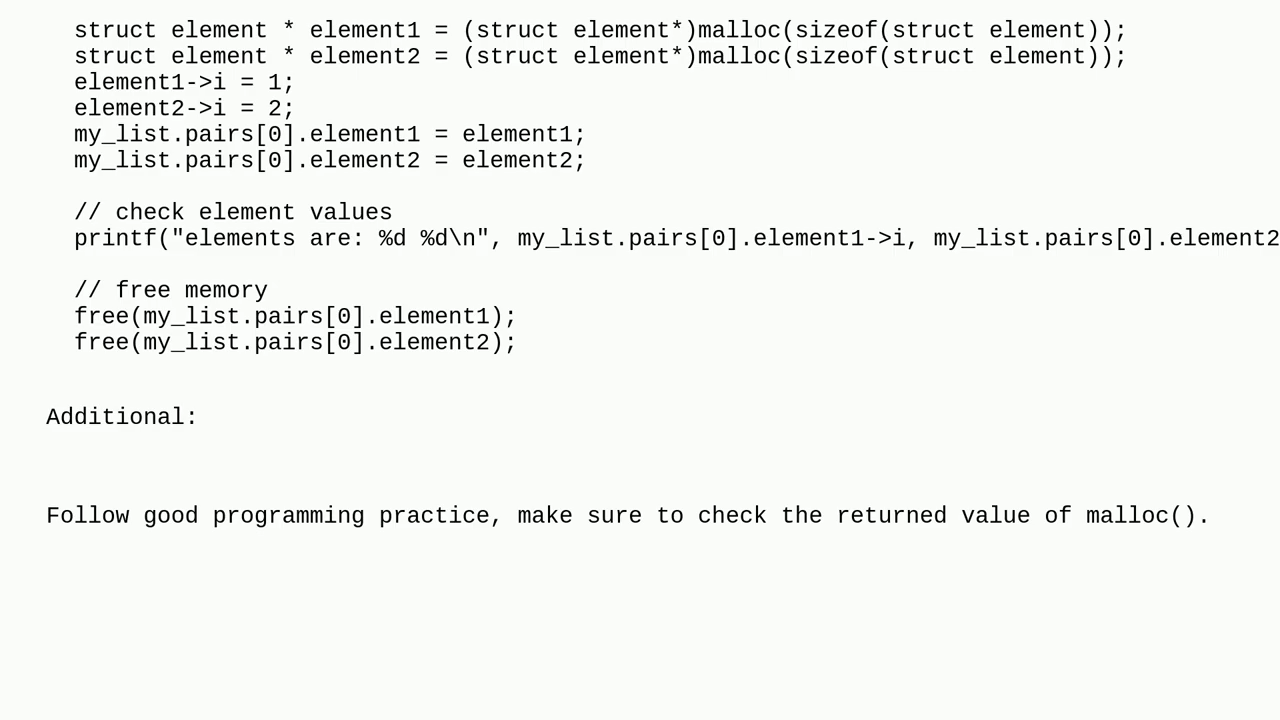 struct element * element1 = (struct element*)malloc(sizeof(struct element));
struct element * element2 = (struct element*)malloc(sizeof(struct element));
element1->i = 1;
element2->i = 2;
my_list.pairs[0].element1 = element1;
my_list.pairs[0].element2 = element2;
// check element values
printf("elements are: %d %d\n", my_list.pairs[0].element1->i, my_list.pairs[0].element2
// free memory
free(my_list.pairs[0].element1);
free(my_list.pairs[0].element2);
Additional:
Follow good programming practice, make sure to check the returned value of malloc().